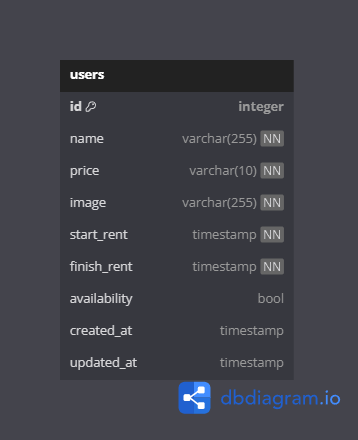 users
id integer
name varchar(255) NN
price varchar(10) NN
image varchar(255) NN
start_rent timestamp NN
finish_rent timestamp NN
availability bool
created_at timestamp
updated_at timestamp
dbdiagram.io